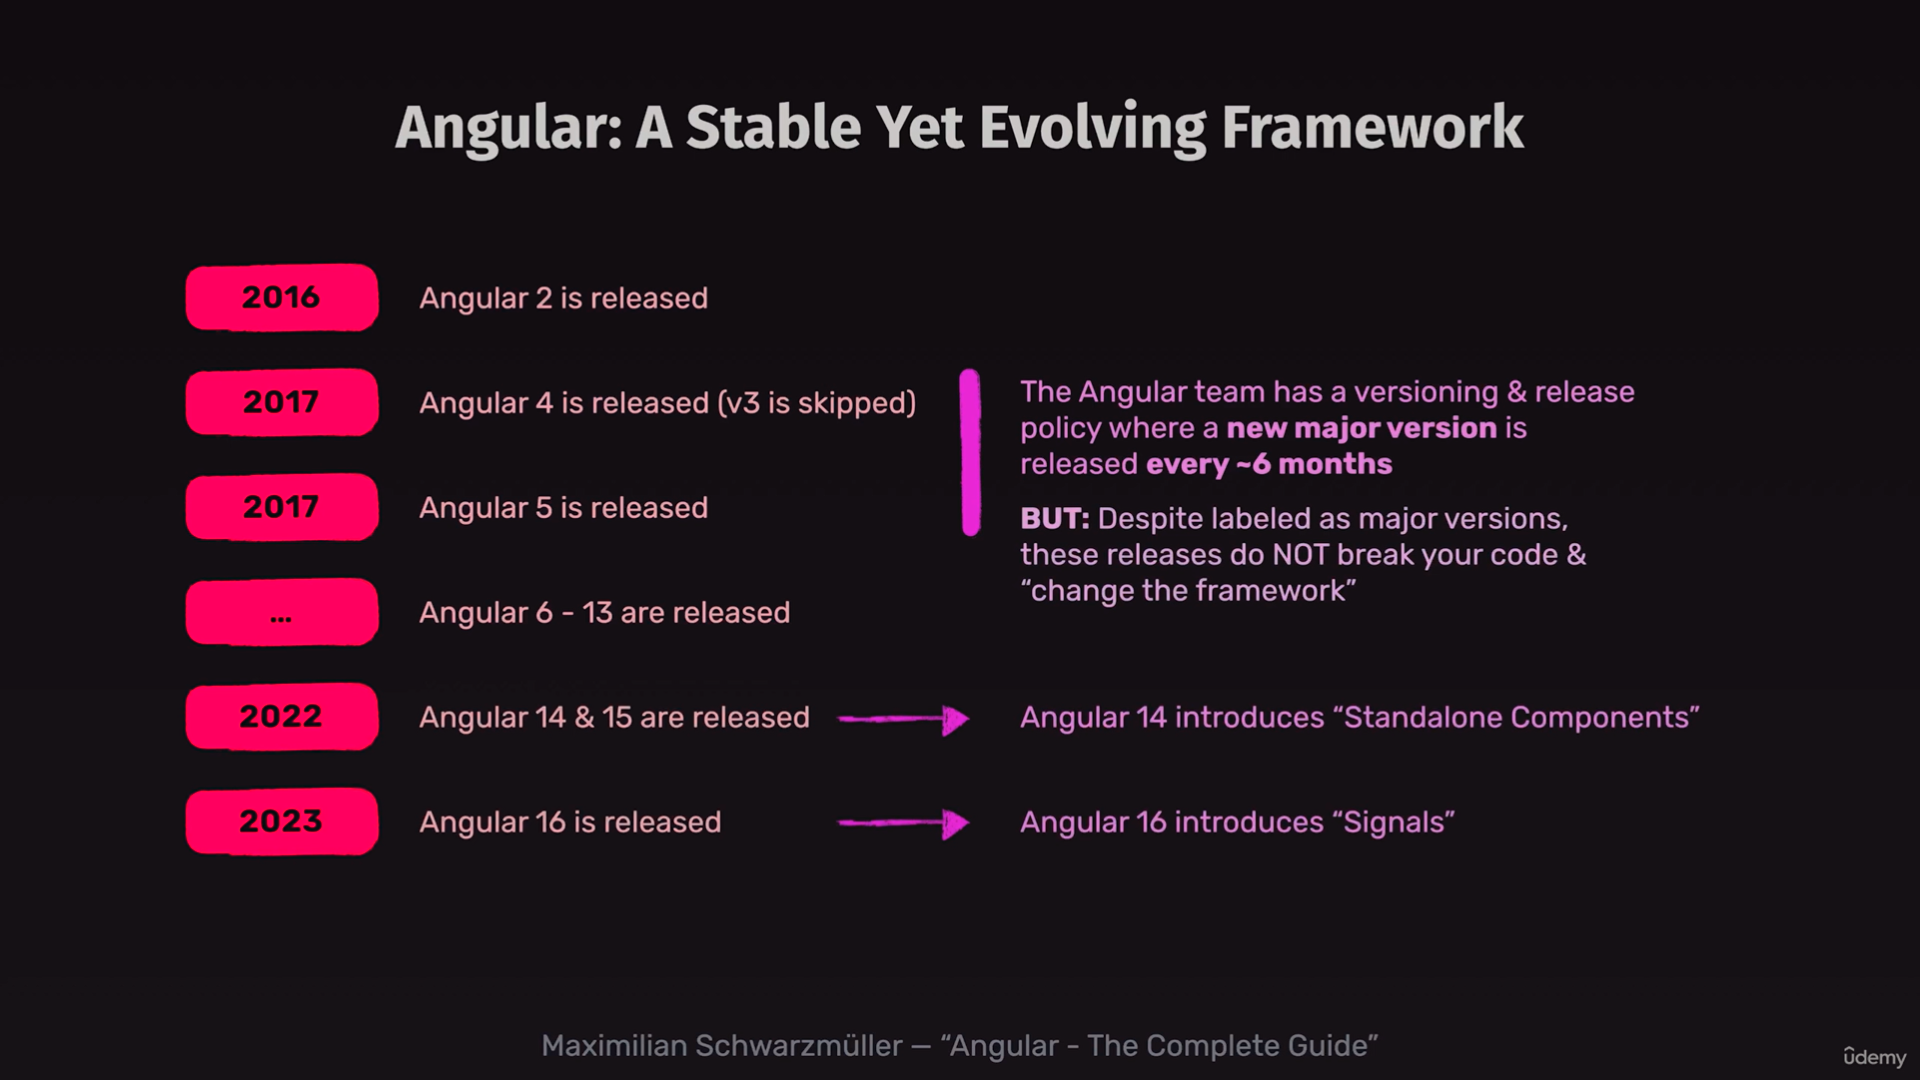 Angular: A Stable Yet Evolving Framework
2016
Angular 2 is released
2017
Angular 4 is released (v3 is skipped)
The Angular team has a versioning & release
policy where a new major version is
released every ~6 months
2017
Angular 5 is released
BUT: Despite labeled as major versions,
these releases do NOT break your code &
“change the framework”
...
Angular 6 - 13 are released
2022
Angular 14 & 15 are released
Angular 14 introduces “Standalone Components”
2023
Angular 16 is released
Angular 16 introduces “Signals”
Maximilian Schwarzmüller — “Angular - The Complete Guide”
ûdemy